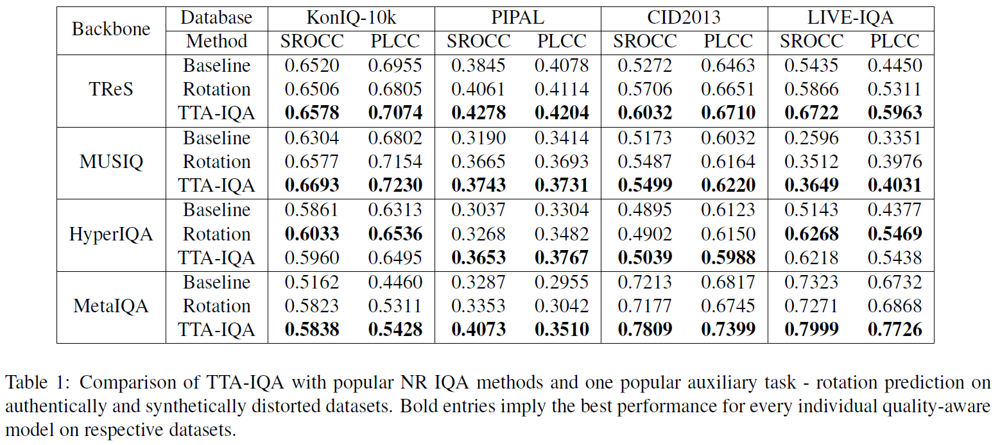 Backbone Database KonIQ-10k PIPAL CID2013 LIVE-IQA
Method SROCC PLCC SROCC PLCC SROCC PLCC SROCC PLCC
TReS
Baseline 0.6520 0.6955 0.3845 0.4078 0.5272 0.6463 0.5435 0.4450
Rotation 0.6506 0.6805 0.4061 0.4114 0.5706 0.6651 0.5866 0.5311
TTA-IQA 0.6578 0.7074 0.4278 0.4204 0.6032 0.6710 0.6722 0.5963
MUSIQ
Baseline 0.6304 0.6802 0.3190 0.3414 0.5173 0.6032 0.2596 0.3351
Rotation 0.6577 0.7154 0.3665 0.3693 0.5487 0.6164 0.3512 0.3976
TTA-IQA 0.6693 0.7230 0.3743 0.3731 0.5499 0.6220 0.3649 0.4031
HyperIQA
Baseline 0.5861 0.6313 0.3037 0.3304 0.4895 0.6123 0.5143 0.4377
Rotation 0.6033 0.6536 0.3268 0.3482 0.4902 0.6150 0.6268 0.5469
TTA-IQA 0.5960 0.6495 0.3653 0.3767 0.5039 0.5988 0.6218 0.5438
MetaIQA
Baseline 0.5162 0.4460 0.3287 0.2955 0.7213 0.6817 0.7323 0.6732
Rotation 0.5823 0.5311 0.3353 0.3042 0.7177 0.6745 0.7271 0.6868
TTA-IQA 0.5838 0.5428 0.4073 0.3510 0.7809 0.7399 0.7999 0.7726
Table 1: Comparison of TTA-IQA with popular NR IQA methods and one popular auxiliary task - rotation prediction on
authentically and synthetically distorted datasets. Bold entries imply the best performance for every individual quality-aware
model on respective datasets.